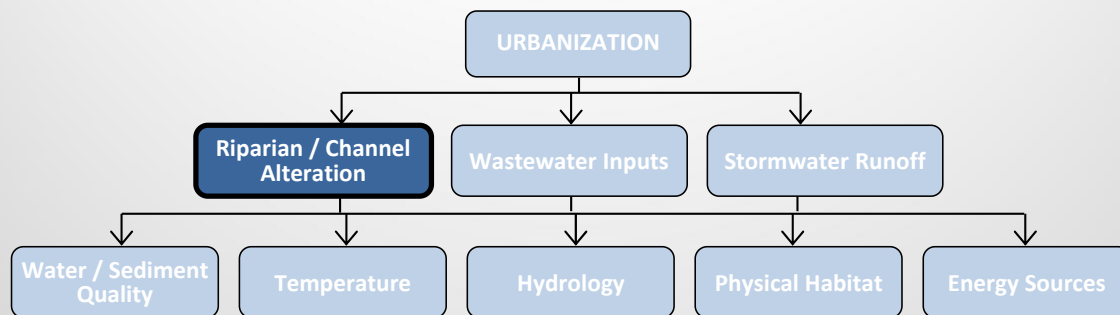 URBANIZATION
Riparian / Channel
Alteration
Wastewater Inputs
Stormwater Runoff
Water / Sediment
Quality
Temperature
Hydrology
Physical Habitat
Energy Sources